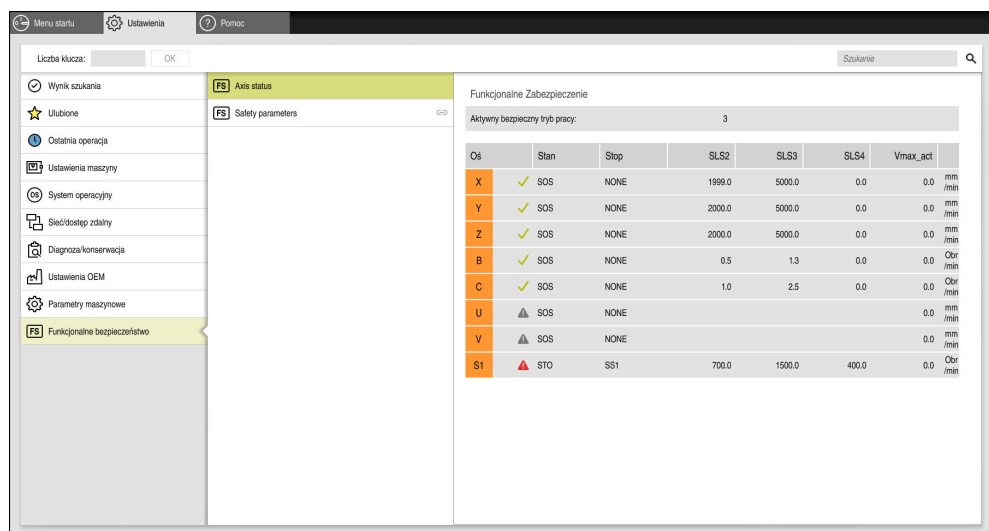 Menu startu
Ustawienia
? Pomoc
Liczba klucza:
OK
Szukanie
Wynik szukania
Ulubione
Ostatnia operacja
Ustawienia maszyny
OS System operacyjny
Sieć/dostęp zdalny
Diagnoza/konserwacja
Ustawienia OEM
Parametry maszynowe
FS Funkcjonalne bezpieczeństwo
FS Axis status
FS Safety parameters
Funkcjonalne Zabezpieczenie
Aktywny bezpieczny tryb pracy: 3
Oś Stan Stop SLS2 SLS3 SLS4 Vmax_act
X SOS NONE 1999.0 5000.0 0.0 0.0 mm/min
Y SOS NONE 2000.0 5000.0 0.0 0.0 mm/min
Z SOS NONE 2000.0 5000.0 0.0 0.0 mm/min
B SOS NONE 0.5 1.3 0.0 0.0 Obr/min
C SOS NONE 1.0 2.5 0.0 0.0 Obr/min
U SOS NONE 0.0 mm/min
V SOS NONE 0.0 mm/min
S1 STO SS1 700.0 1500.0 400.0 0.0 Obr/min